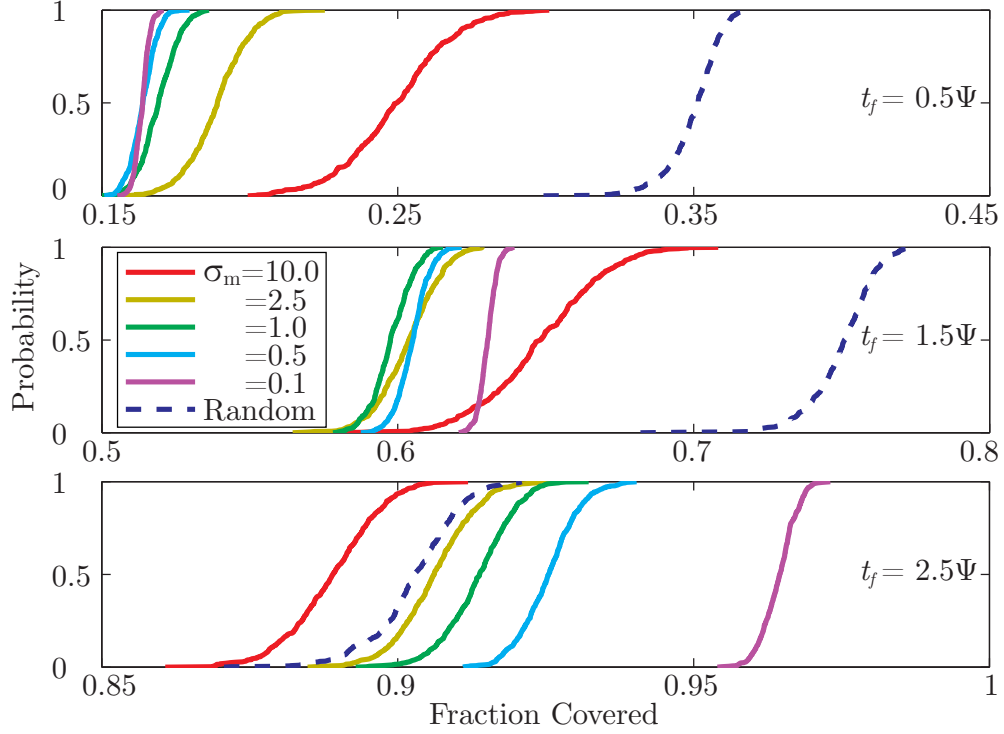 1
0.5
0
t_f = 0.5Ψ
0.15 0.25 0.35 0.45
1
0.5
0
σ_m=10.0
=2.5
=1.0
=0.5
=0.1
Random
t_f = 1.5Ψ
0.5 0.6 0.7 0.8
Probability
1
0.5
0
t_f = 2.5Ψ
0.85 0.9 0.95 1
Fraction Covered